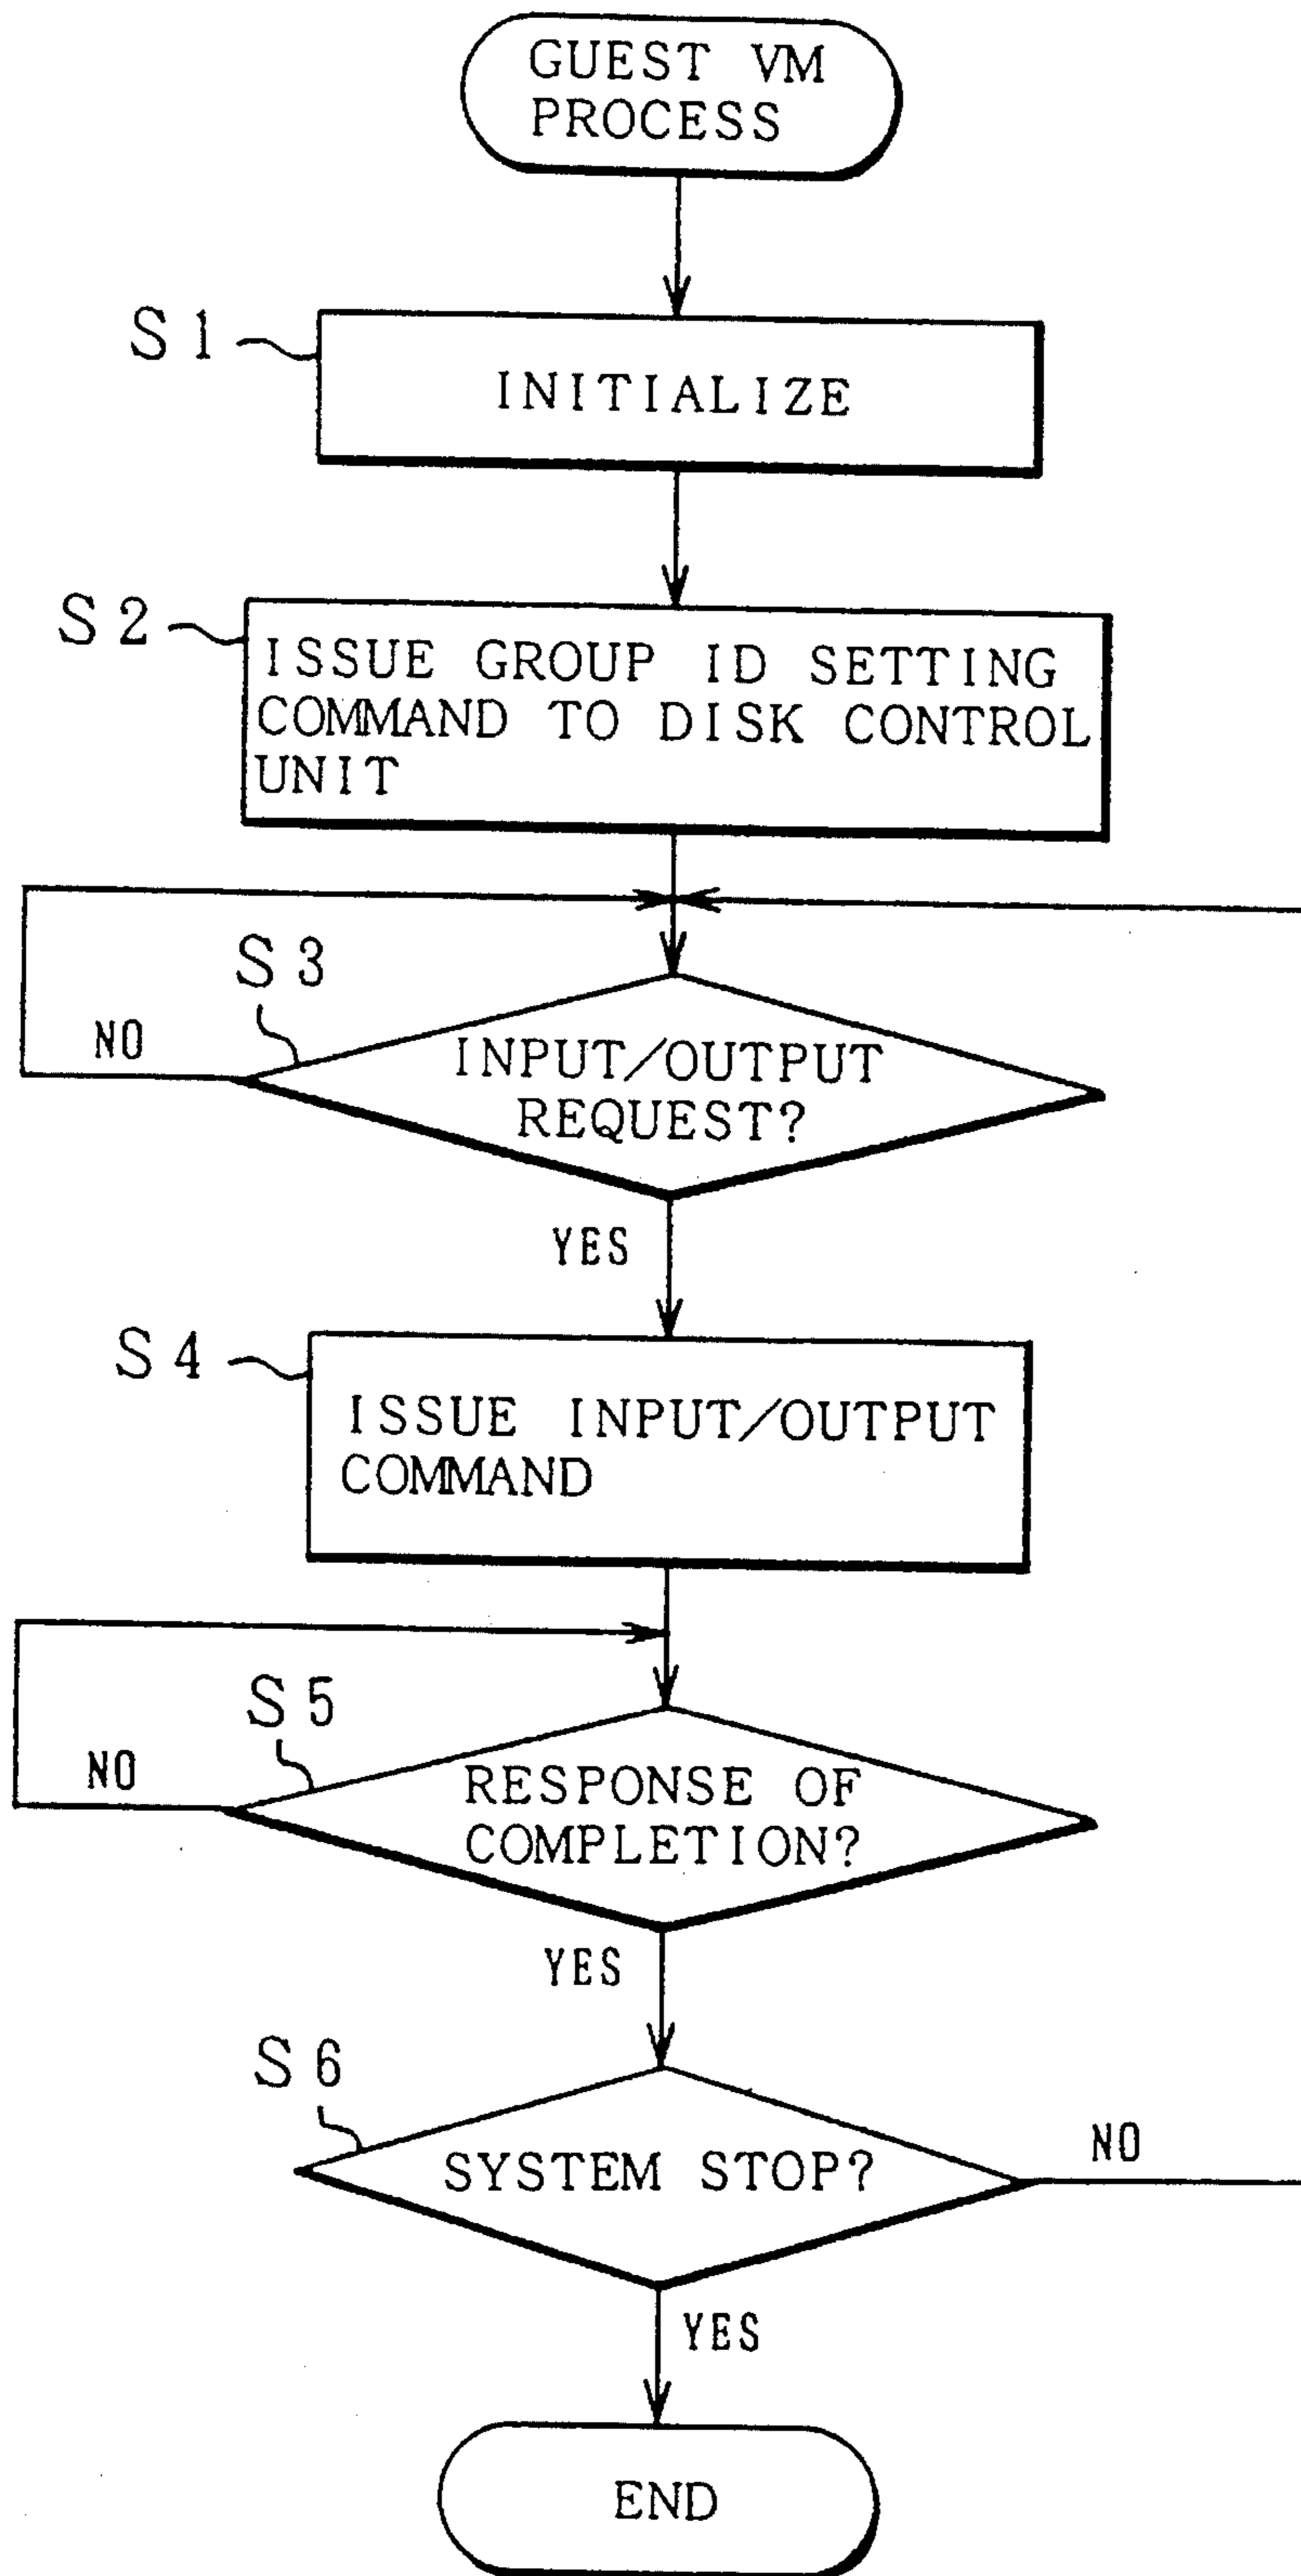 GUEST VM
PROCESS
S1
INITIALIZE
S2
ISSUE GROUP ID SETTING
COMMAND TO DISK CONTROL
UNIT
S3
NO
INPUT/OUTPUT
REQUEST?
YES
S4
ISSUE INPUT/OUTPUT
COMMAND
S5
NO
RESPONSE OF
COMPLETION?
YES
S6
SYSTEM STOP?
NO
YES
END